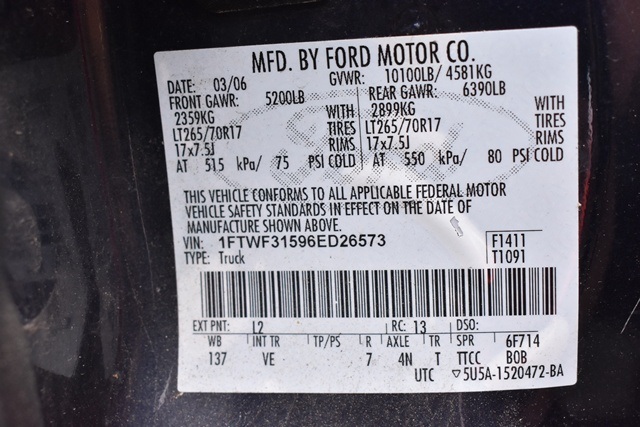 MFD. BY FORD MOTOR CO.
DATE: 03/06 GVWR: 10100LB/ 4581KG
FRONT GAWR: 5200LB REAR GAWR: 6390LB
2359KG WITH 2899KG WITH
LT265/70R17 TIRES LT265/70R17 TIRES
17x7.5J RIMS 17x7.5J RIMS
AT 515 kPa/ 75 PSI COLD AT 550 kPa/ 80 PSI COLD
THIS VEHICLE CONFORMS TO ALL APPLICABLE FEDERAL MOTOR
VEHICLE SAFETY STANDARDS IN EFFECT ON THE DATE OF
MANUFACTURE SHOWN ABOVE.
VIN: 1FTWF31596ED26573 F1411
TYPE: Truck T1091
EXT PNT: L2 RC: 13 DSO:
WB INT TR TP/PS R AXLE TR SPR 6F714
137 VE 7 4N T TTCC BOB
UTC ▽5U5A-1520472-BA